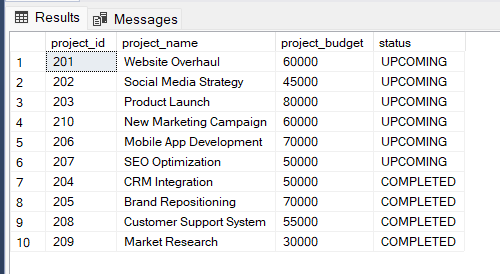 Results Messages
project_id project_name project_budget status
1 201 Website Overhaul 60000 UPCOMING
2 202 Social Media Strategy 45000 UPCOMING
3 203 Product Launch 80000 UPCOMING
4 210 New Marketing Campaign 60000 UPCOMING
5 206 Mobile App Development 70000 UPCOMING
6 207 SEO Optimization 50000 UPCOMING
7 204 CRM Integration 50000 COMPLETED
8 205 Brand Repositioning 70000 COMPLETED
9 208 Customer Support System 55000 COMPLETED
10 209 Market Research 30000 COMPLETED